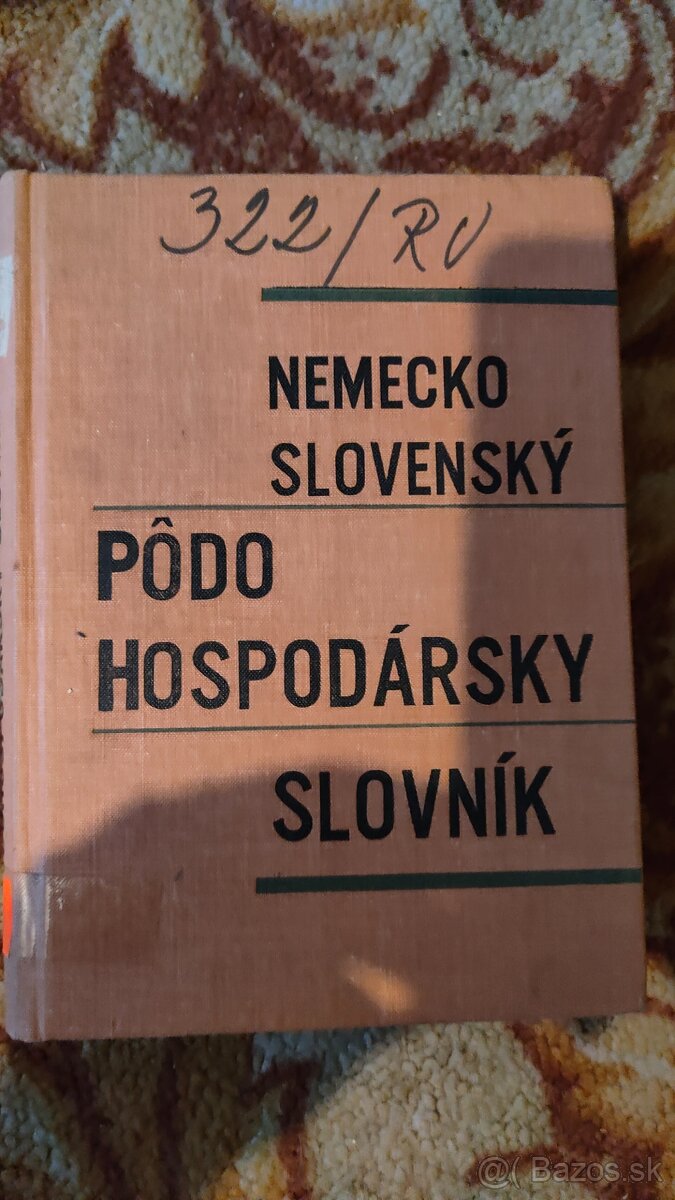 322/RV
NEMECKO
SLOVENSKÝ
PÔDO
HOSPODÁRSKY
SLOVNÍK
@( Bazos.sk